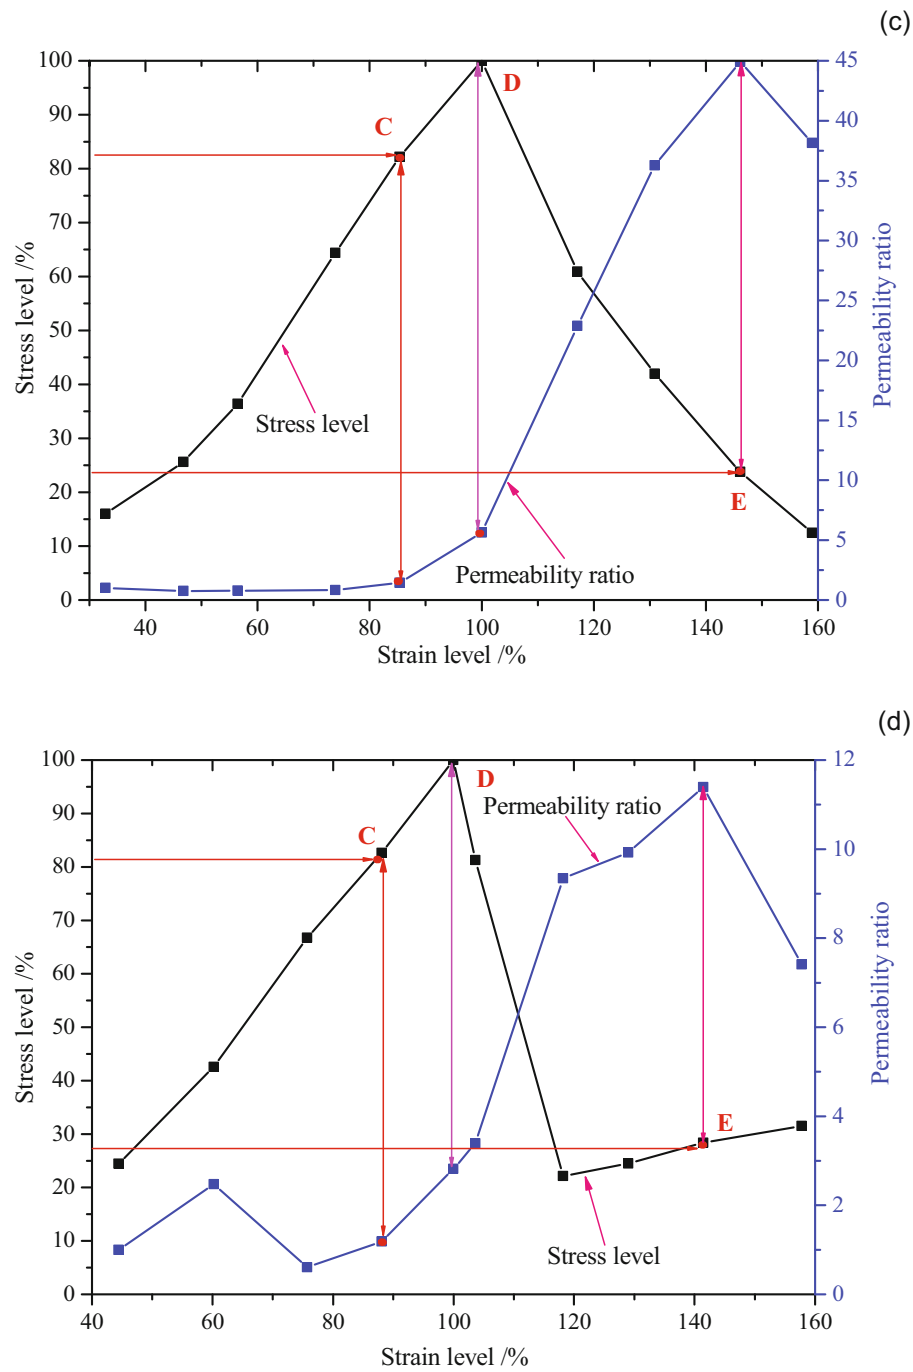 (c)
100
90
80
70
60
50
40
30
20
10
0
Stress level /%
45
40
35
30
25
20
15
10
5
0
Permeability ratio
C
D
E
Stress level
Permeability ratio
40 60 80 100 120 140 160
Strain level /%
(d)
100
90
80
70
60
50
40
30
20
10
0
Stress level /%
12
10
8
6
4
2
0
Permeability ratio
D
Permeability ratio
C
E
Stress level
40 60 80 100 120 140 160
Strain level /%